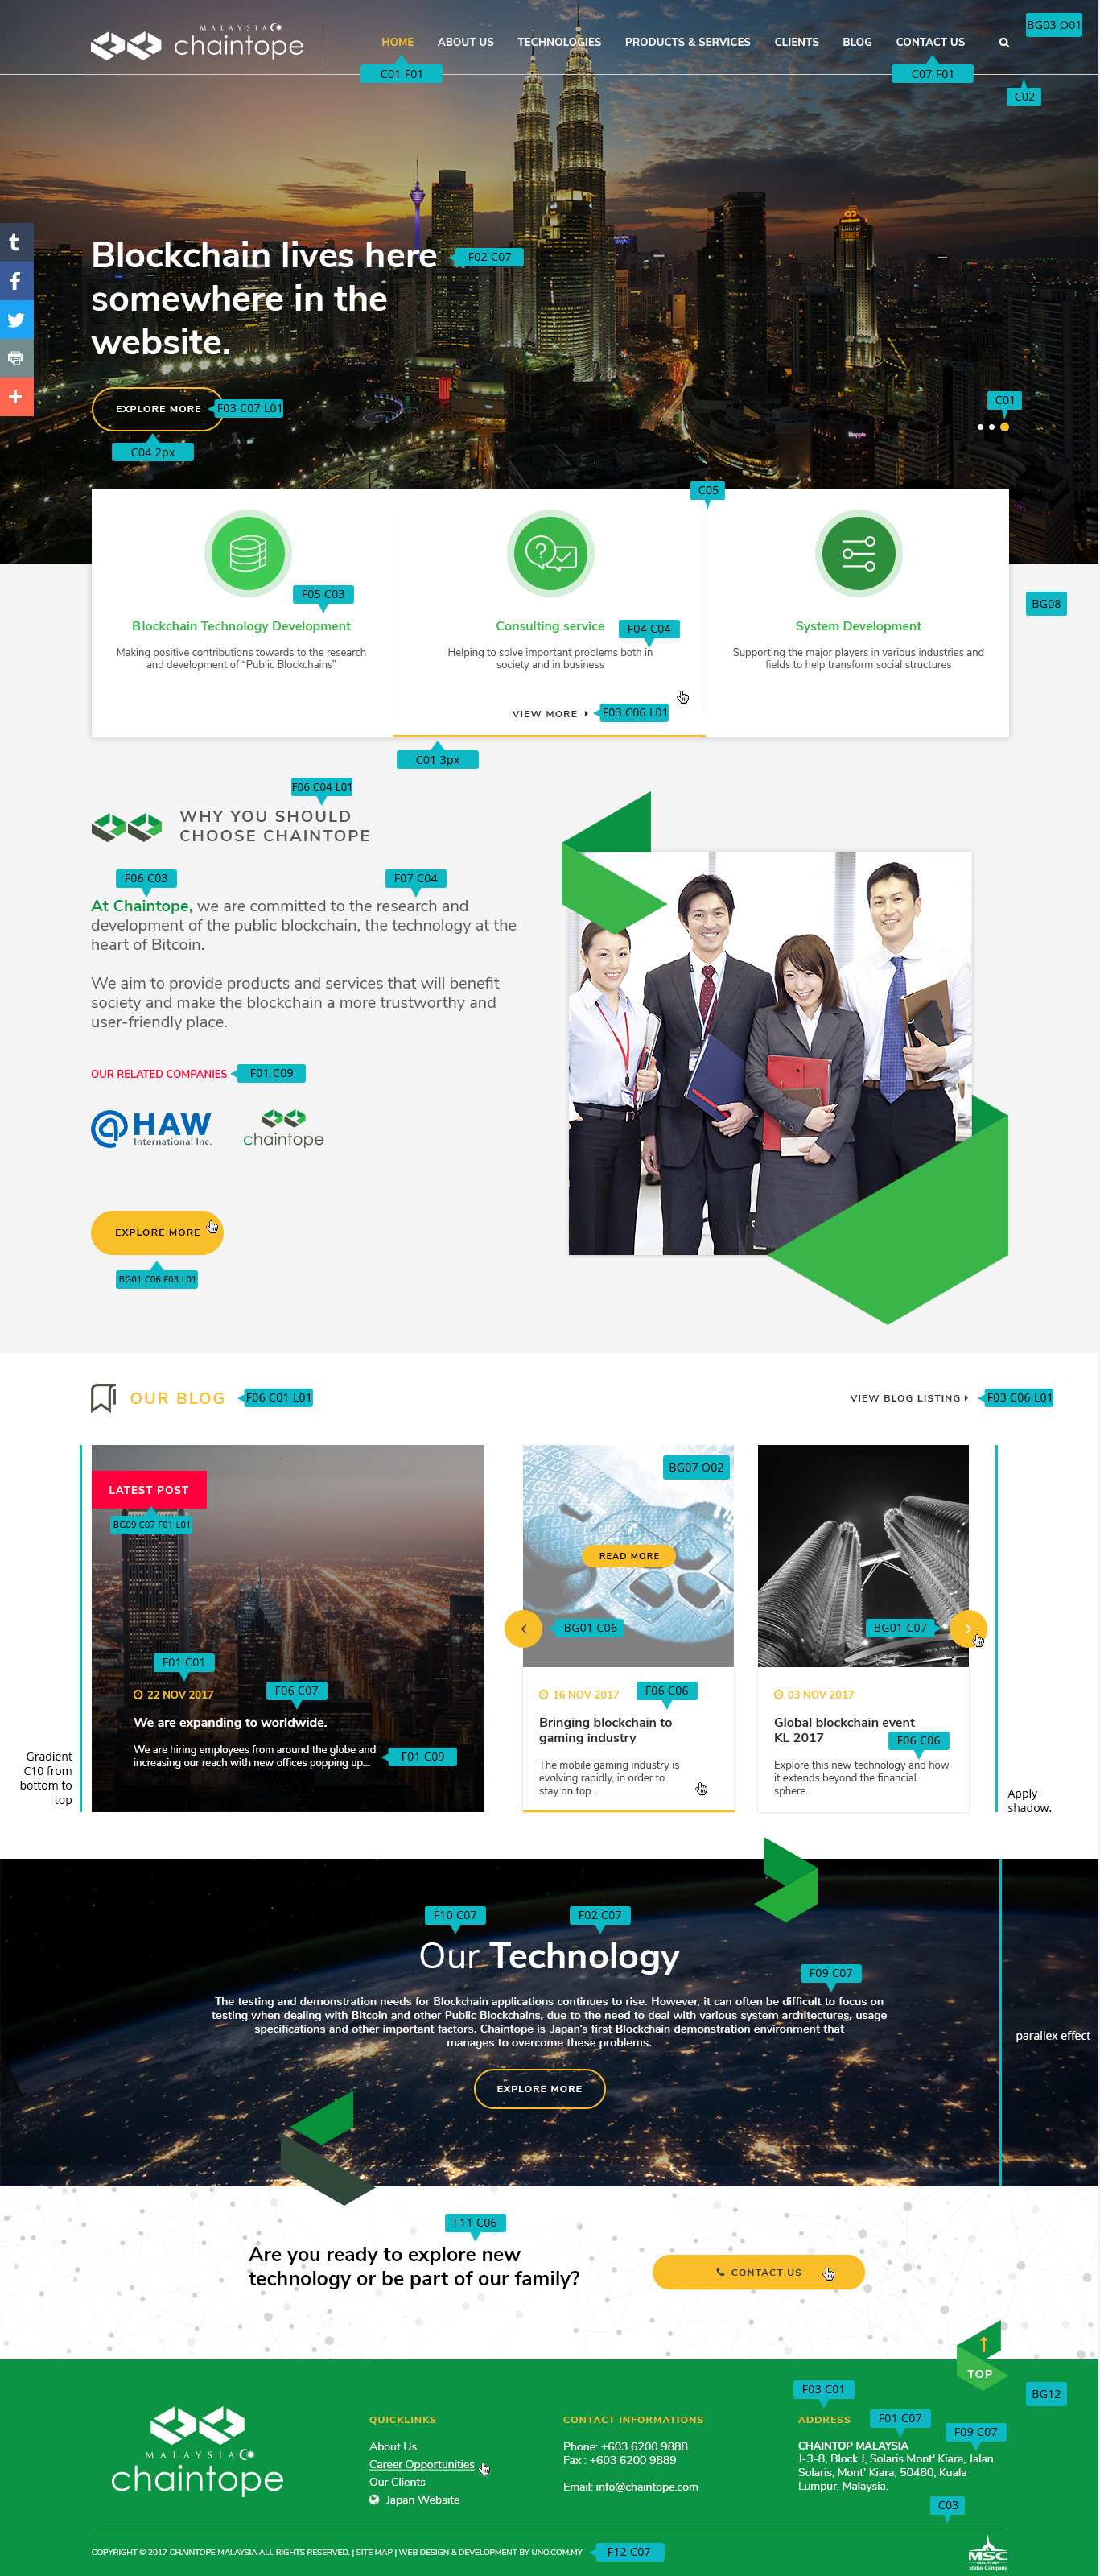 BG03 O01
MALAYSIA
chaintope
HOME ABOUT US TECHNOLOGIES PRODUCTS & SERVICES CLIENTS BLOG CONTACT US
C01 F01
C07 F01
C02
Blockchain lives here
somewhere in the
website.
F02 C07
EXPLORE MORE
F03 C07 L01
C04 2px
C01
C05
F05 C03
BG08
Blockchain Technology Development
Making positive contributions towards to the research
and development of “Public Blockchains”
Consulting service
F04 C04
Helping to solve important problems both in
society and in business
System Development
Supporting the major players in various industries and
fields to help transform social structures
VIEW MORE
F03 C06 L01
C01 3px
F06 C04 L01
WHY YOU SHOULD
CHOOSE CHAINTOPE
F06 C03
F07 C04
At Chaintope, we are committed to the research and
development of the public blockchain, the technology at the
heart of Bitcoin.
We aim to provide products and services that will benefit
society and make the blockchain a more trustworthy and
user-friendly place.
OUR RELATED COMPANIES
F01 C09
@HAW
International Inc.
chaintope
EXPLORE MORE
BG01 C06 F03 L01
OUR BLOG
F06 C01 L01
VIEW BLOG LISTING
F03 C06 L01
LATEST POST
BG09 C07 F01 L01
BG07 O02
READ MORE
BG01 C06
BG01 C07
F01 C01
22 NOV 2017
F06 C07
We are expanding to worldwide.
We are hiring employees from around the globe and
increasing our reach with new offices popping up...
F01 C09
16 NOV 2017
F06 C06
Bringing blockchain to
gaming industry
The mobile gaming industry is
evolving rapidly, in order to
stay on top...
03 NOV 2017
Global blockchain event
KL 2017
F06 C06
Explore this new technology and how
it extends beyond the financial
sphere.
Gradient
C10 from
bottom to
top
Apply
shadow.
F10 C07
F02 C07
Our Technology
F09 C07
The testing and demonstration needs for Blockchain applications continues to rise. However, it can often be difficult to focus on
testing when dealing with Bitcoin and other Public Blockchains, due to the need to deal with various system architectures, usage
specifications and other important factors. Chaintope is Japan’s first Blockchain demonstration environment that
manages to overcome these problems.
parallex effect
EXPLORE MORE
F11 C06
Are you ready to explore new
technology or be part of our family?
CONTACT US
TOP
BG12
MALAYSIA
chaintope
QUICKLINKS
About Us
Career Opportunities
Our Clients
Japan Website
CONTACT INFORMATIONS
Phone: +603 6200 9888
Fax : +603 6200 9889
Email: info@chaintope.com
F03 C01
ADDRESS
F01 C07
F09 C07
CHAINTOP MALAYSIA
J-3-8, Block J, Solaris Mont' Kiara, Jalan
Solaris, Mont' Kiara, 50480, Kuala
Lumpur, Malaysia.
C03
COPYRIGHT © 2017 CHAINTOPE MALAYSIA ALL RIGHTS RESERVED. | SITE MAP | WEB DESIGN & DEVELOPMENT BY UNO.COM.MY
F12 C07
MSC
MALAYSIA
Status Company